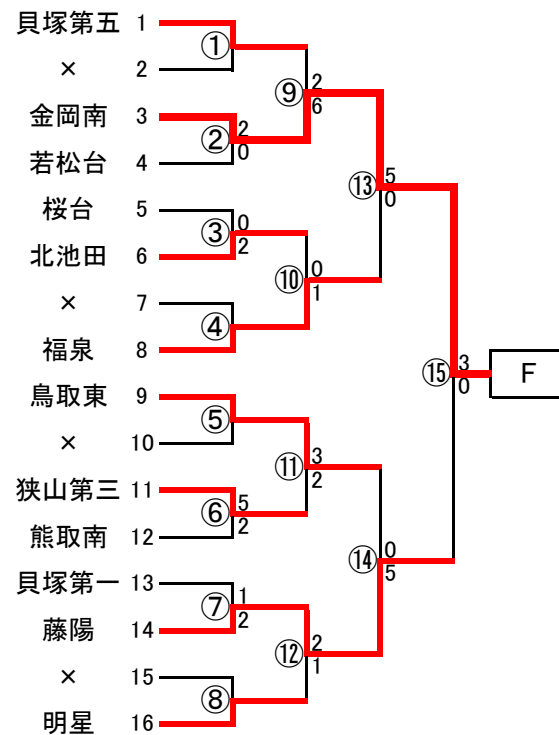 貝塚第五 1
①
× 2
⑨ 2
6
金岡南 3
② 2
0
若松台 4
⑬ 5
0
桜台 5
③ 0
2
北池田 6
⑩ 0
1
× 7
④
福泉 8
⑮ 3
0
F
鳥取東 9
⑤
× 10
⑪ 3
2
狭山第三 11
⑥ 5
2
熊取南 12
⑭ 0
5
貝塚第一 13
⑦ 1
2
藤陽 14
⑫ 2
1
× 15
⑧
明星 16